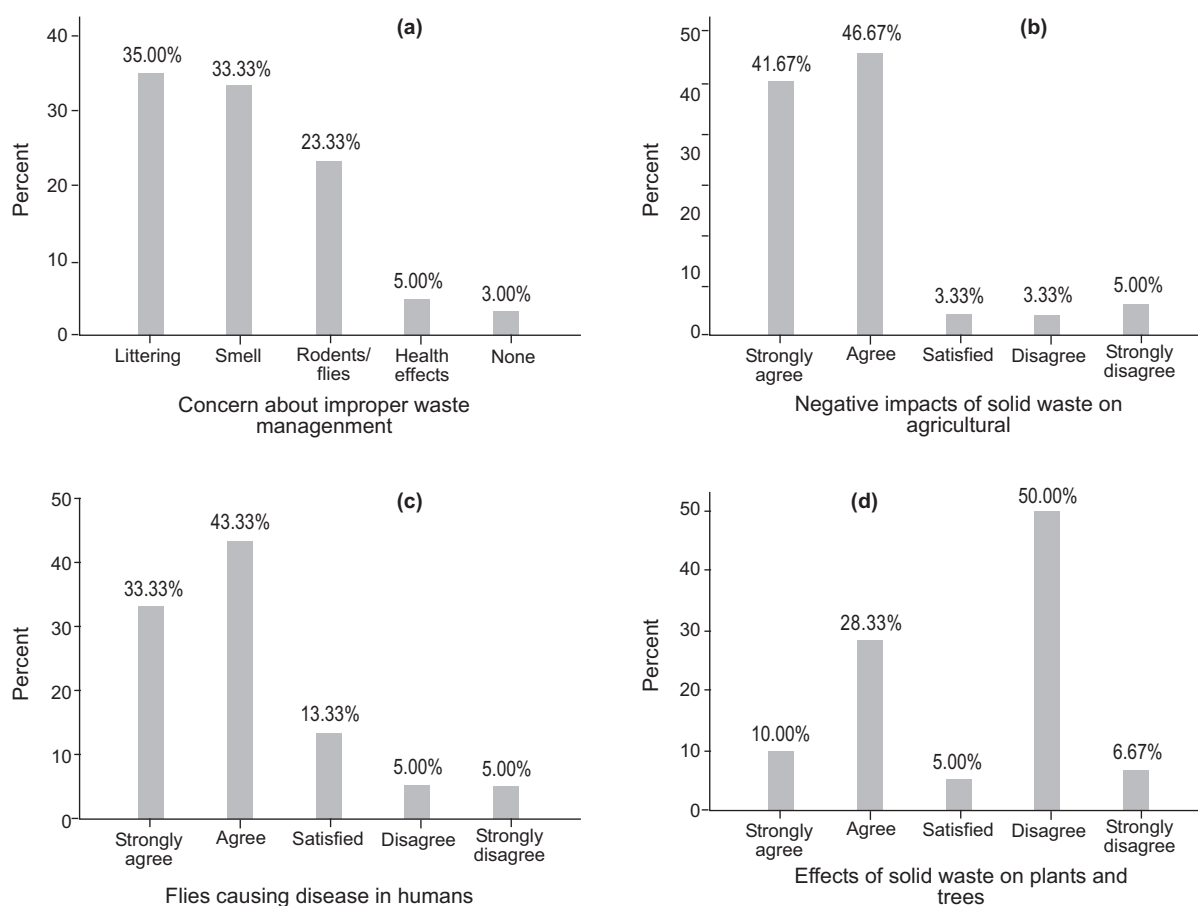 (a)
40
30
20
10
0
Percent
35.00%
33.33%
23.33%
5.00%
3.00%
Littering
Smell
Rodents/
flies
Health
effects
None
Concern about improper waste
managenment
(b)
50
40
30
20
10
0
Percent
41.67%
46.67%
3.33%
3.33%
5.00%
Strongly
agree
Agree
Satisfied
Disagree
Strongly
disagree
Negative impacts of solid waste on
agricultural
(c)
50
40
30
20
10
0
Percent
33.33%
43.33%
13.33%
5.00%
5.00%
Strongly
agree
Agree
Satisfied
Disagree
Strongly
disagree
Flies causing disease in humans
(d)
50
40
30
20
10
0
Percent
10.00%
28.33%
5.00%
50.00%
6.67%
Strongly
agree
Agree
Satisfied
Disagree
Strongly
disagree
Effects of solid waste on plants and
trees